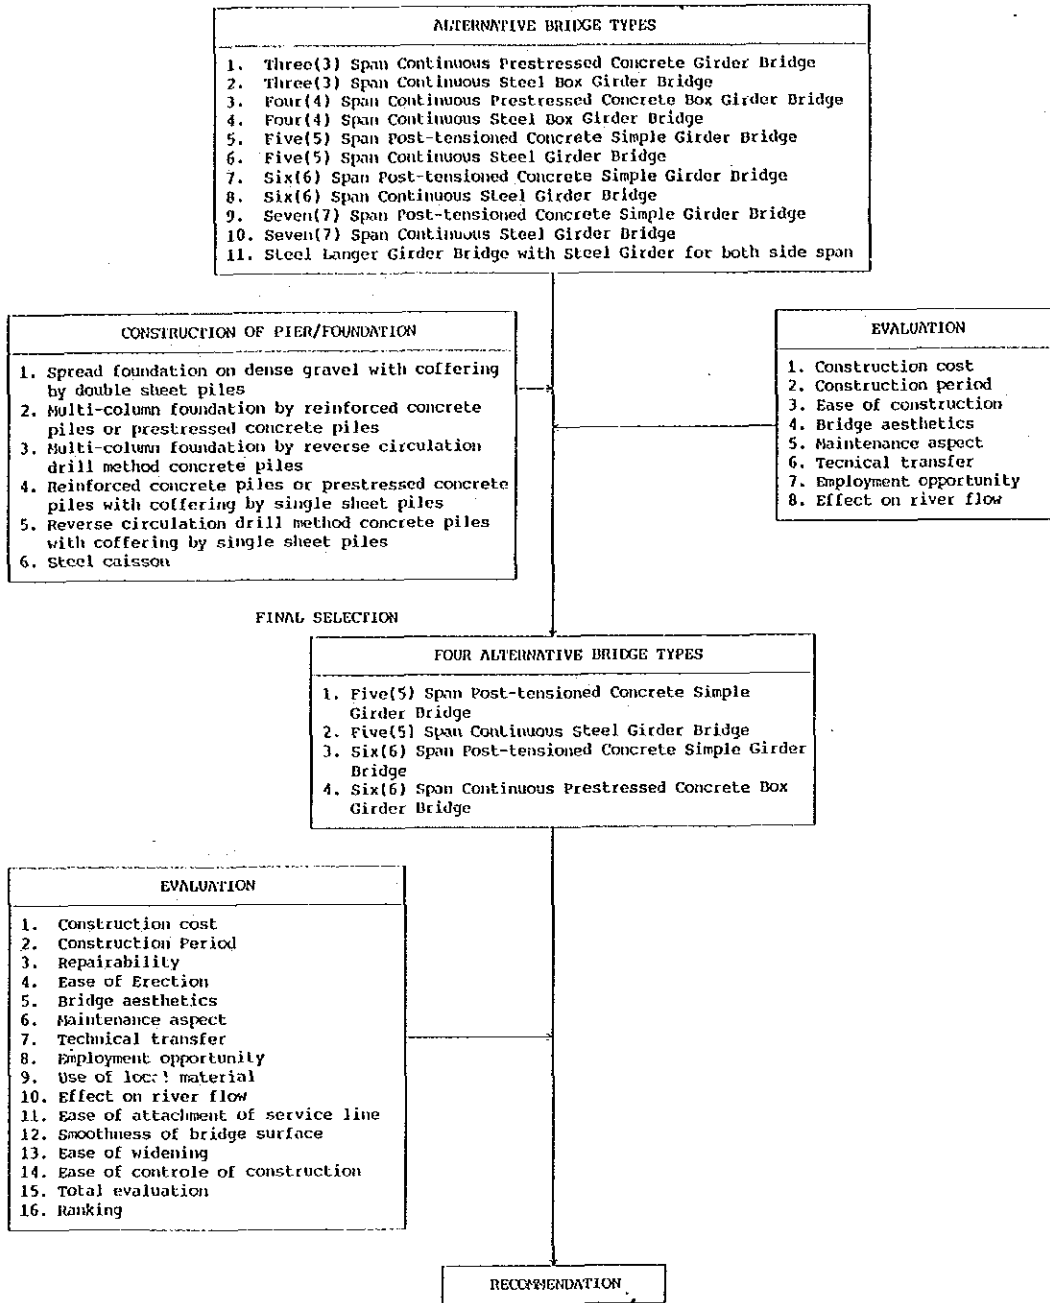 ALTERNATIVE BRIDGE TYPES
1. Three(3) Span Continuous Prestressed Concrete Girder Bridge
2. Three(3) Span Continuous Steel Box Girder Bridge
3. Four(4) Span Continuous Prestressed Concrete Box Girder Bridge
4. Four(4) Span Continuous Steel Box Girder Bridge
5. Five(5) Span Post-tensioned Concrete Simple Girder Bridge
6. Five(5) Span Continuous Steel Girder Bridge
7. Six(6) Span Post-tensioned Concrete Simple Girder Bridge
8. Six(6) Span Continuous Steel Girder Bridge
9. Seven(7) Span Post-tensioned Concrete Simple Girder Bridge
10. Seven(7) Span Continuous Steel Girder Bridge
11. Steel Langer Girder Bridge with Steel Girder for both side span
CONSTRUCTION OF PIER/FOUNDATION
1. Spread foundation on dense gravel with coffering
by double sheet piles
2. Multi-column foundation by reinforced concrete
piles or prestressed concrete piles
3. Multi-column foundation by reverse circulation
drill method concrete piles
4. Reinforced concrete piles or prestressed concrete
piles with coffering by single sheet piles
5. Reverse circulation drill method concrete piles
with coffering by single sheet piles
6. Steel caisson
EVALUATION
1. Construction cost
2. Construction period
3. Ease of construction
4. Bridge aesthetics
5. Maintenance aspect
6. Tecnical transfer
7. Employment opportunity
8. Effect on river flow
FINAL SELECTION
FOUR ALTERNATIVE BRIDGE TYPES
1. Five(5) Span Post-tensioned Concrete Simple
Girder Bridge
2. Five(5) Span Continuous Steel Girder Bridge
3. Six(6) Span Post-tensioned Concrete Simple Girder
Bridge
4. Six(6) Span Continuous Prestressed Concrete Box
Girder Bridge
EVALUATION
1. Construction cost
2. Construction Period
3. Repairability
4. Ease of Erection
5. Bridge aesthetics
6. Maintenance aspect
7. Technical transfer
8. Employment opportunity
9. Use of local material
10. Effect on river flow
11. Ease of attachment of service line
12. Smoothness of bridge surface
13. Ease of widening
14. Ease of controle of construction
15. Total evaluation
16. Ranking
RECOMMENDATION